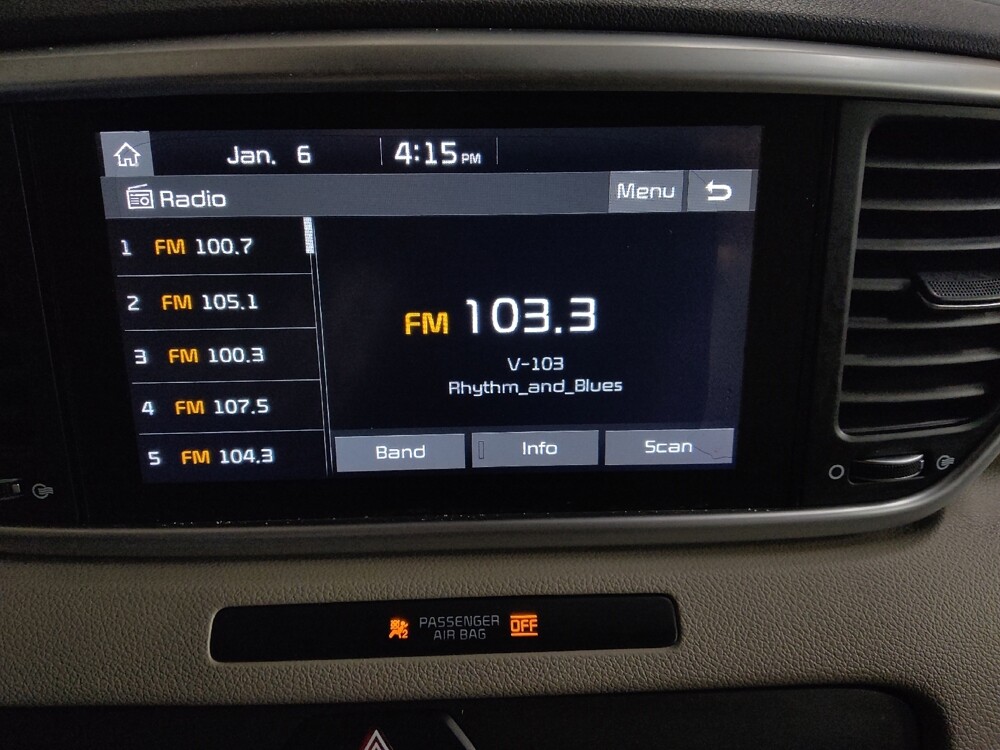 Jan. 6 4:15 PM
Radio Menu
1 FM 100.7
2 FM 105.1
3 FM 100.3
4 FM 107.5
5 FM 104.3
FM 103.3
V-103
Rhythm_and_Blues
Band Info Scan
PASSENGER
AIR BAG
OFF